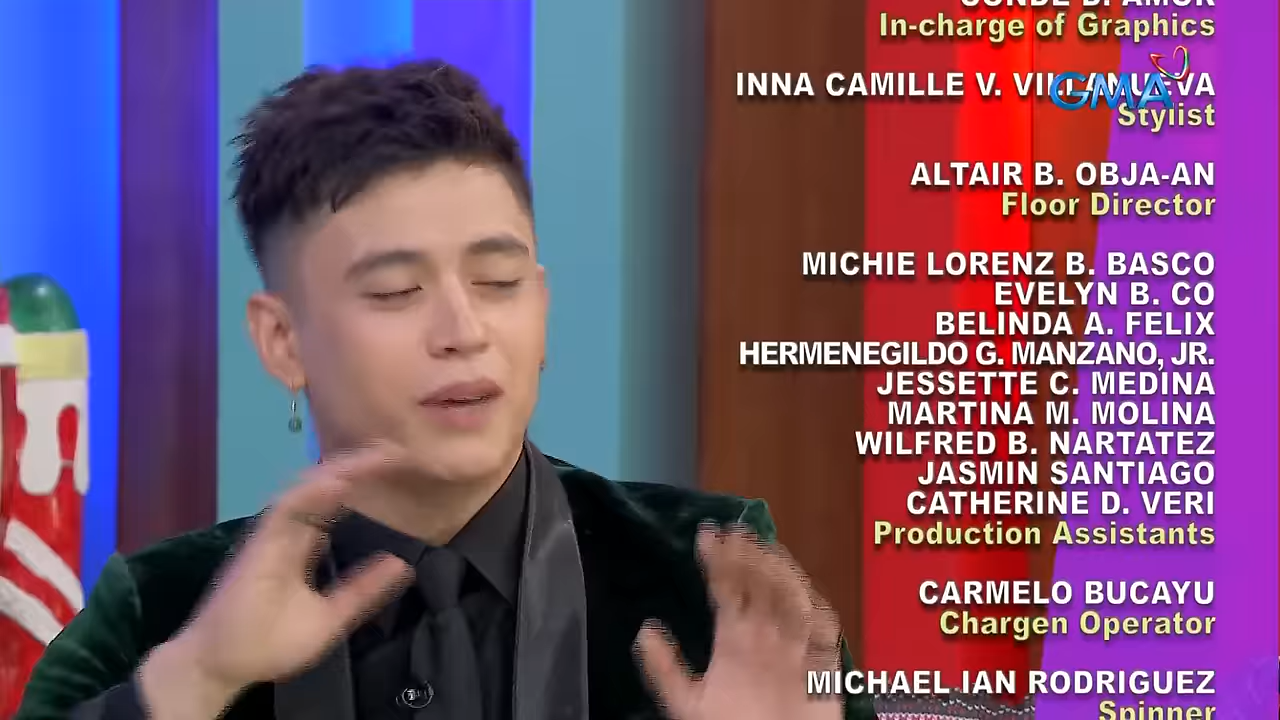 In-charge of Graphics
INNA CAMILLE V. VILLANUEVA
GMA
Stylist
ALTAIR B. OBJA-AN
Floor Director
MICHIE LORENZ B. BASCO
EVELYN B. CO
BELINDA A. FELIX
HERMENEGILDO G. MANZANO, JR.
JESSETTE C. MEDINA
MARTINA M. MOLINA
WILFRED B. NARTATEZ
JASMIN SANTIAGO
CATHERINE D. VERI
Production Assistants
CARMELO BUCAYU
Chargen Operator
MICHAEL IAN RODRIGUEZ
Spinner